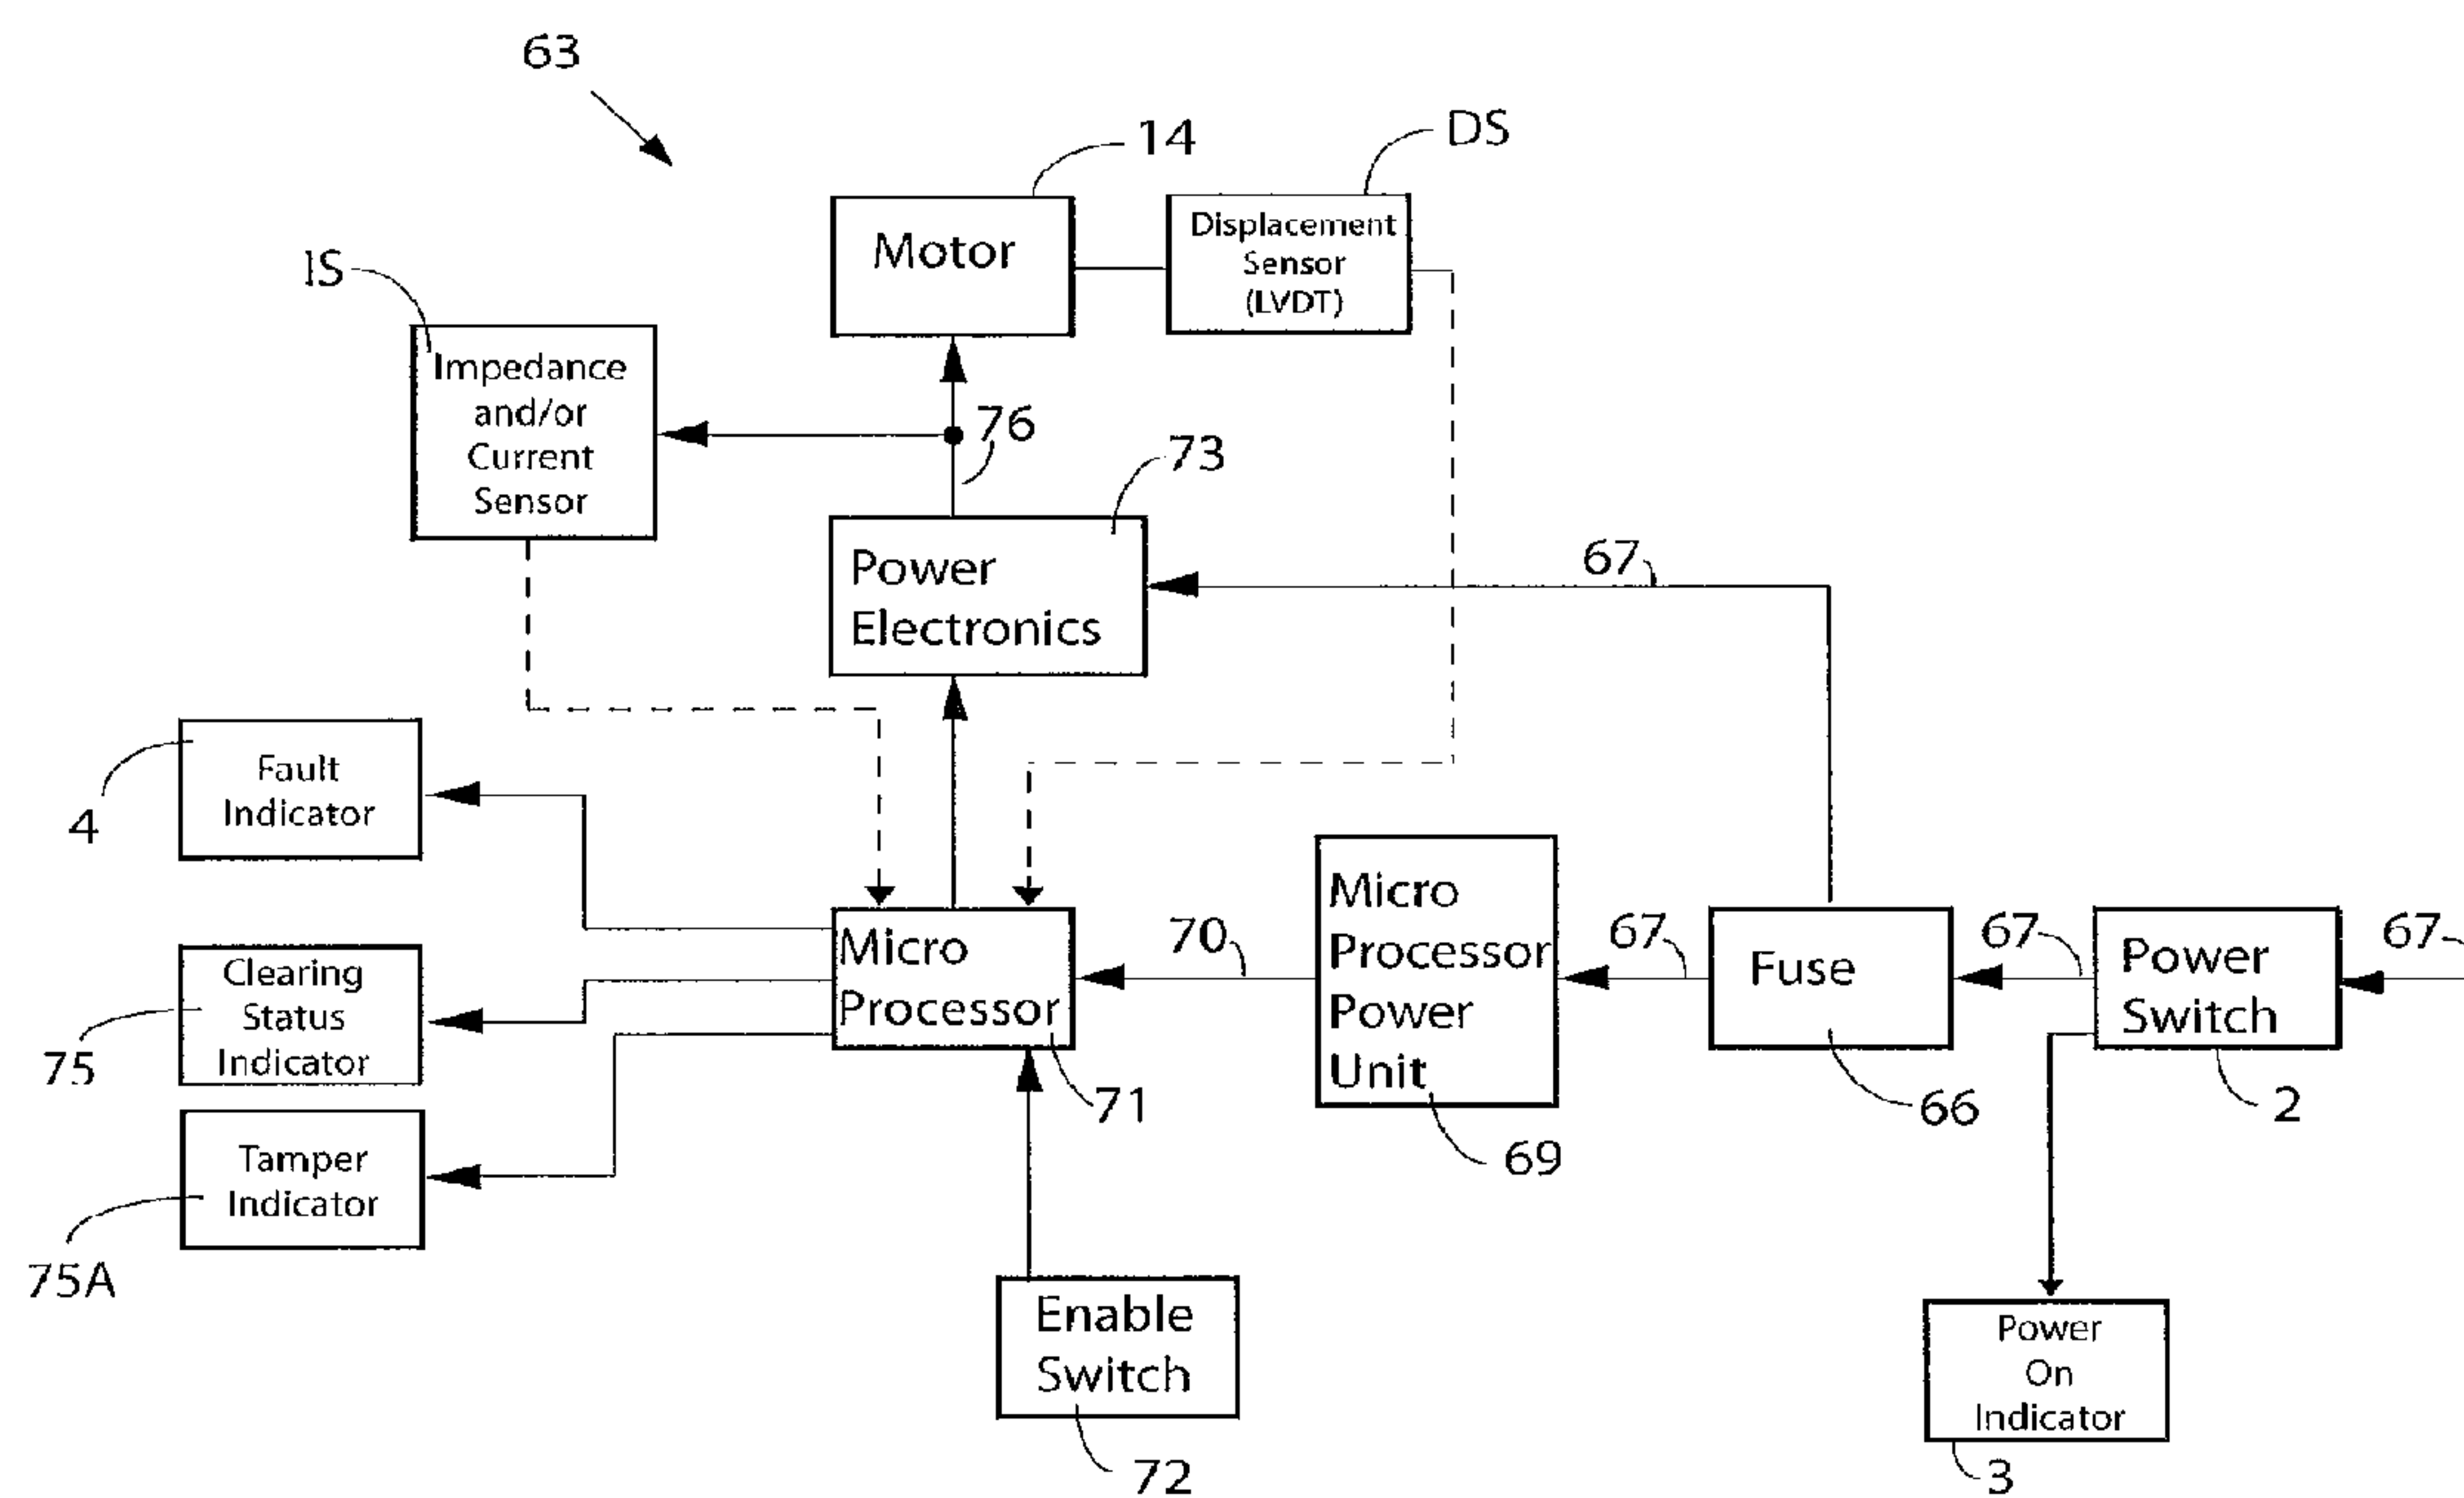 63
14
DS
Motor
Displacement
Sensor
(LVDT)
IS
Impedance
and/or
Current
Sensor
76
73
Power
Electronics
67
4
Fault
Indicator
75
Clearing
Status
Indicator
75A
Tamper
Indicator
Micro
Processor
71
70
Micro
Processor
Power
Unit
69
67
Fuse
66
67
Power
Switch
2
67
Enable
Switch
72
Power
On
Indicator
3